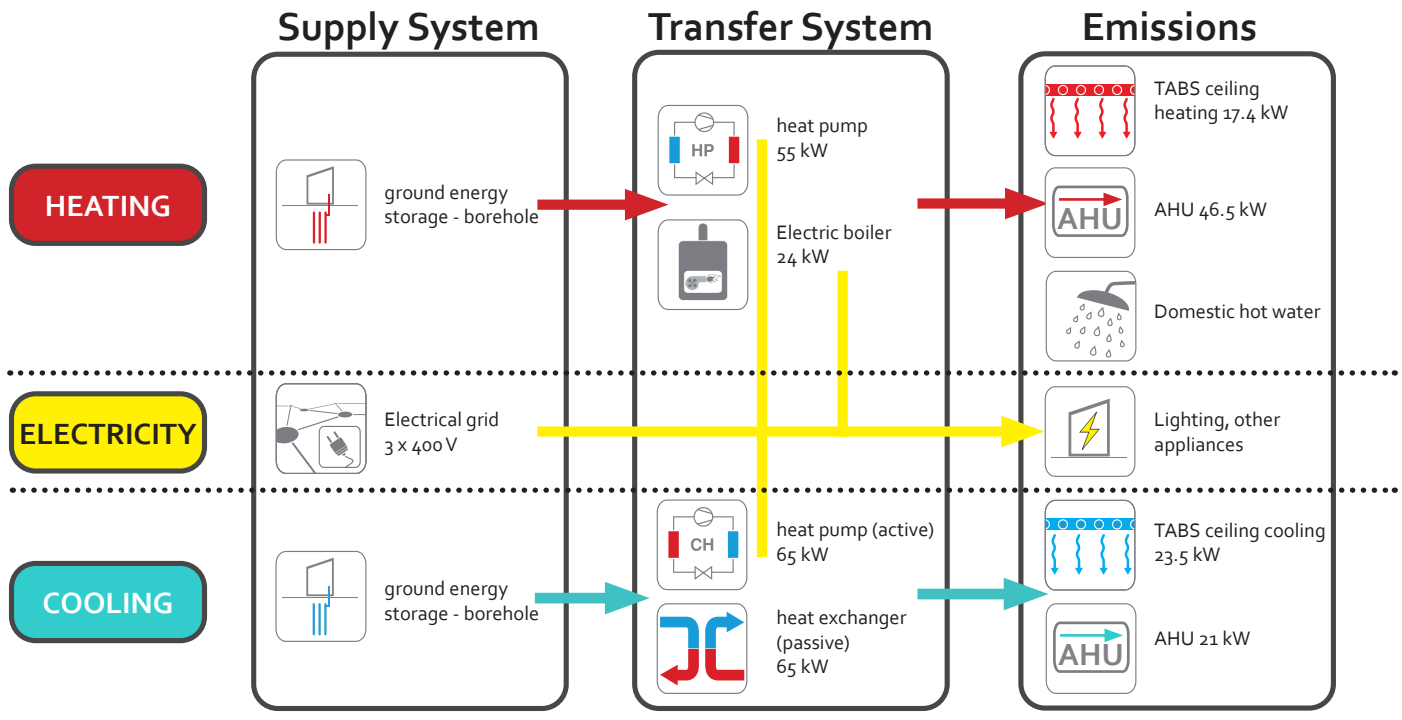 Supply System
Transfer System
Emissions
HEATING
ground energy
storage - borehole
HP
heat pump
55 kW
Electric boiler
24 kW
TABS ceiling
heating 17.4 kW
AHU
AHU 46.5 kW
Domestic hot water
ELECTRICITY
Electrical grid
3 x 400 V
Lighting, other
appliances
COOLING
ground energy
storage - borehole
CH
heat pump (active)
65 kW
heat exchanger
(passive)
65 kW
TABS ceiling cooling
23.5 kW
AHU
AHU 21 kW